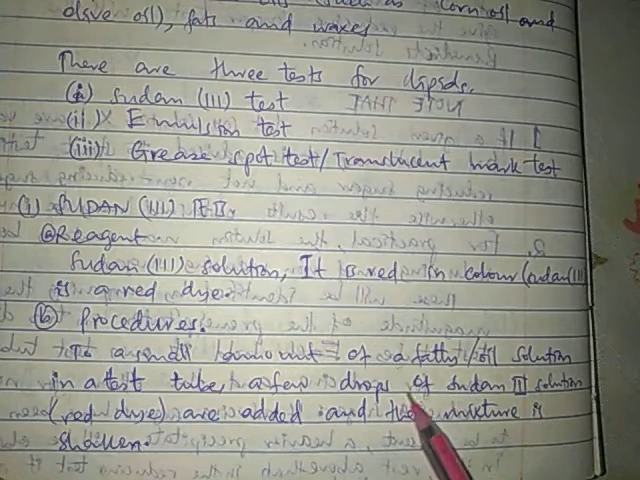 olive oil), fats and waxes
There are three tests for lipids.
(i) Sudan (III) test
(ii) Emulsion test
(iii) Grease spot test/Translucent mark test
(i) SUDAN (III)
(a) Reagent
Sudan (III) solution, It is red in colour (sudan (III)
is a red dye.
(b) Procedures.
To a small amount of a fatty/oil solution
in a test tube, a few drops of Sudan III solution
(red dye) are added and the mixture is
shaken.